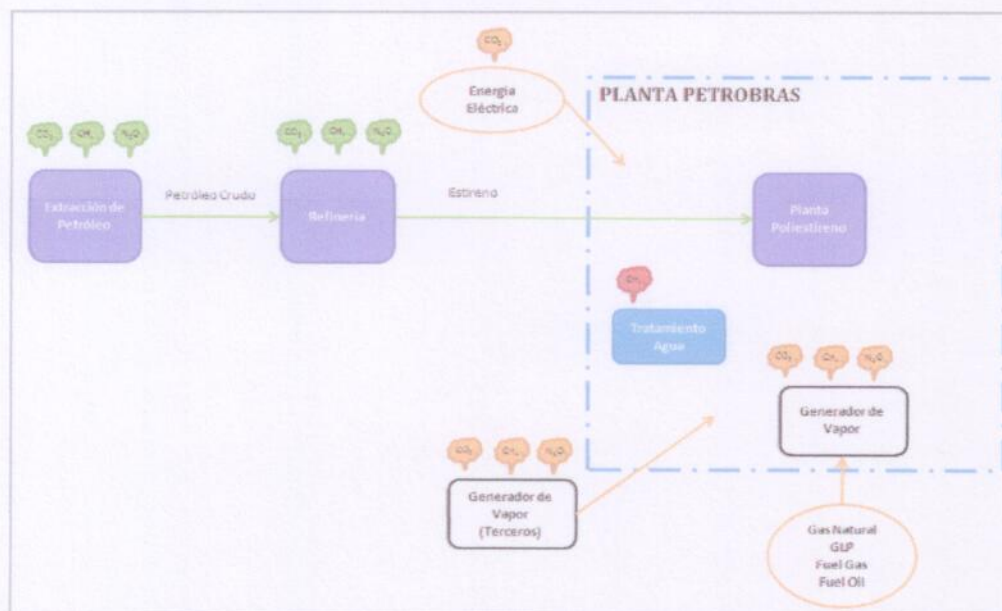 CO₂
Energía
Eléctrica
PLANTA PETROBRAS
CO₂ CH₄ N₂O
CO₂ CH₄ N₂O
Extracción de
Petróleo
Petróleo Crudo
Refinería
Estireno
Planta
Poliestireno
CH₄
Tratamiento
Agua
CO₂ CH₄ N₂O
Generador de
Vapor
CO₂ CH₄ N₂O
Generador de
Vapor
(Terceros)
Gas Natural
GLP
Fuel Gas
Fuel Oil